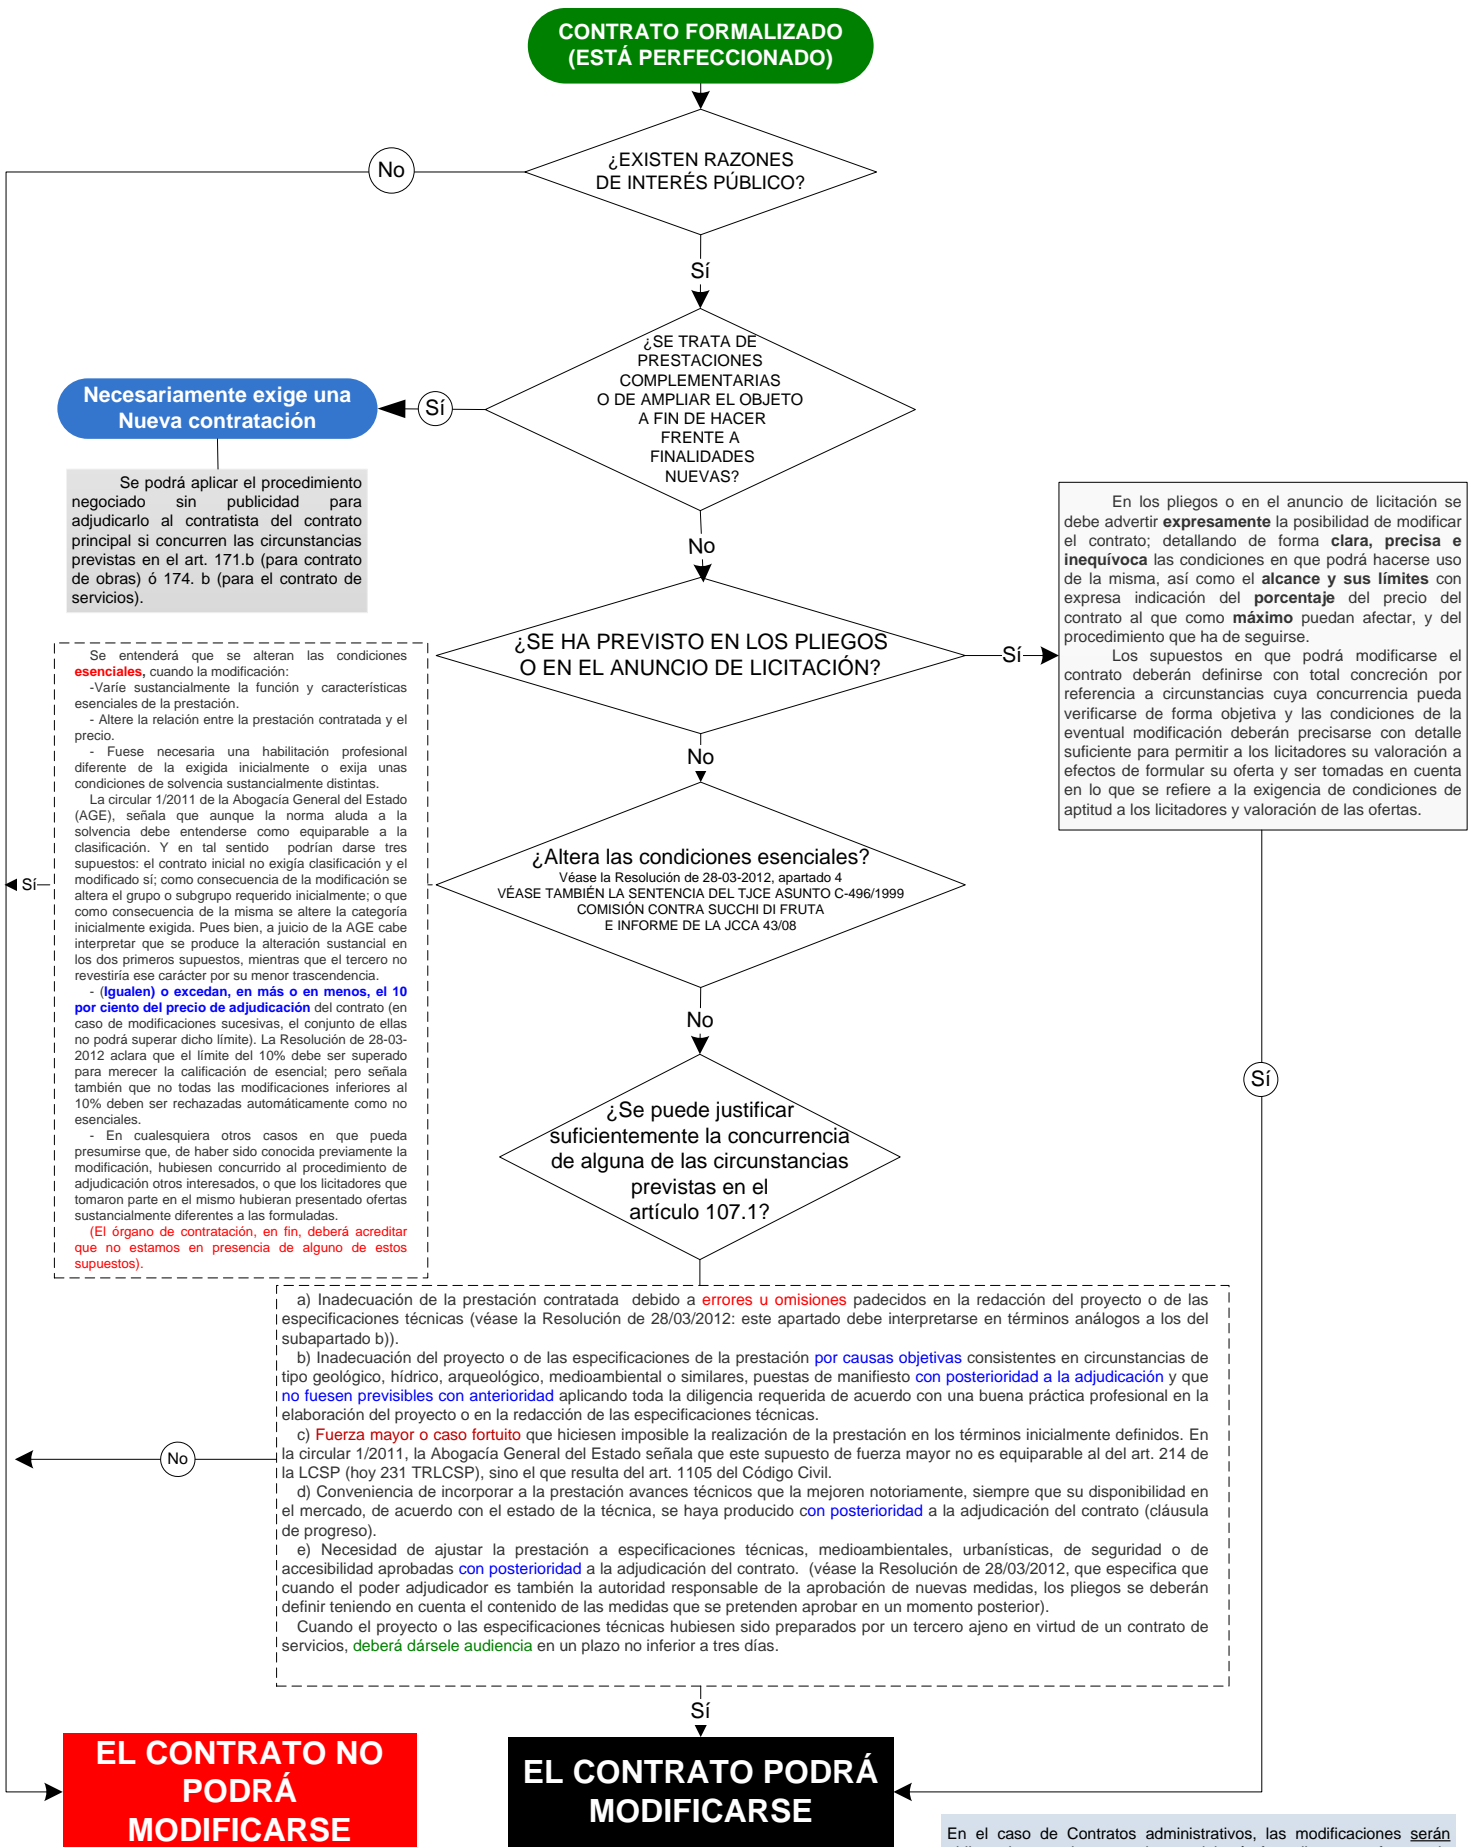 CONTRATO FORMALIZADO
(ESTÁ PERFECCIONADO)
¿EXISTEN RAZONES
DE INTERÉS PÚBLICO?
No
Sí
¿SE TRATA DE
PRESTACIONES
COMPLEMENTARIAS
O DE AMPLIAR EL OBJETO
A FIN DE HACER
FRENTE A
FINALIDADES
NUEVAS?
Sí
Necesariamente exige una
Nueva contratación
Se podrá aplicar el procedimiento
negociado sin publicidad para
adjudicarlo al contratista del contrato
principal si concurren las circunstancias
previstas en el art. 171.b (para contrato
de obras) ó 174. b (para el contrato de
servicios).
No
¿SE HA PREVISTO EN LOS PLIEGOS
O EN EL ANUNCIO DE LICITACIÓN?
Sí
En los pliegos o en el anuncio de licitación se
debe advertir expresamente la posibilidad de modificar
el contrato; detallando de forma clara, precisa e
inequívoca las condiciones en que podrá hacerse uso
de la misma, así como el alcance y sus límites con
expresa indicación del porcentaje del precio del
contrato al que como máximo puedan afectar, y del
procedimiento que ha de seguirse.
Los supuestos en que podrá modificarse el
contrato deberán definirse con total concreción por
referencia a circunstancias cuya concurrencia pueda
verificarse de forma objetiva y las condiciones de la
eventual modificación deberán precisarse con detalle
suficiente para permitir a los licitadores su valoración a
efectos de formular su oferta y ser tomadas en cuenta
en lo que se refiere a la exigencia de condiciones de
aptitud a los licitadores y valoración de las ofertas.
Sí
No
¿Altera las condiciones esenciales?
Véase la Resolución de 28-03-2012, apartado 4
VÉASE TAMBIÉN LA SENTENCIA DEL TJCE ASUNTO C-496/1999
COMISIÓN CONTRA SUCCHI DI FRUTA
E INFORME DE LA JCCA 43/08
Sí
Se entenderá que se alteran las condiciones
esenciales, cuando la modificación:
-Varíe sustancialmente la función y características
esenciales de la prestación.
- Altere la relación entre la prestación contratada y el
precio.
- Fuese necesaria una habilitación profesional
diferente de la exigida inicialmente o exija unas
condiciones de solvencia sustancialmente distintas.
La circular 1/2011 de la Abogacía General del Estado
(AGE), señala que aunque la norma aluda a la
solvencia debe entenderse como equiparable a la
clasificación. Y en tal sentido podrían darse tres
supuestos: el contrato inicial no exigía clasificación y el
modificado sí; como consecuencia de la modificación se
altera el grupo o subgrupo requerido inicialmente; o que
como consecuencia de la misma se altere la categoría
inicialmente exigida. Pues bien, a juicio de la AGE cabe
interpretar que se produce la alteración sustancial en
los dos primeros supuestos, mientras que el tercero no
revestiría ese carácter por su menor trascendencia.
- (Igualen) o excedan, en más o en menos, el 10
por ciento del precio de adjudicación del contrato (en
caso de modificaciones sucesivas, el conjunto de ellas
no podrá superar dicho límite). La Resolución de 28-03-
2012 aclara que el límite del 10% debe ser superado
para merecer la calificación de esencial; pero señala
también que no todas las modificaciones inferiores al
10% deben ser rechazadas automáticamente como no
esenciales.
- En cualesquiera otros casos en que pueda
presumirse que, de haber sido conocida previamente la
modificación, hubiesen concurrido al procedimiento de
adjudicación otros interesados, o que los licitadores que
tomaron parte en el mismo hubieran presentado ofertas
sustancialmente diferentes a las formuladas.
(El órgano de contratación, en fin, deberá acreditar
que no estamos en presencia de alguno de estos
supuestos).
No
¿Se puede justificar
suficientemente la concurrencia
de alguna de las circunstancias
previstas en el
artículo 107.1?
a) Inadecuación de la prestación contratada debido a errores u omisiones padecidos en la redacción del proyecto o de las
especificaciones técnicas (véase la Resolución de 28/03/2012: este apartado debe interpretarse en términos análogos a los del
subapartado b)).
b) Inadecuación del proyecto o de las especificaciones de la prestación por causas objetivas consistentes en circunstancias de
tipo geológico, hídrico, arqueológico, medioambiental o similares, puestas de manifiesto con posterioridad a la adjudicación y que
no fuesen previsibles con anterioridad aplicando toda la diligencia requerida de acuerdo con una buena práctica profesional en la
elaboración del proyecto o en la redacción de las especificaciones técnicas.
c) Fuerza mayor o caso fortuito que hiciesen imposible la realización de la prestación en los términos inicialmente definidos. En
la circular 1/2011, la Abogacía General del Estado señala que este supuesto de fuerza mayor no es equiparable al del art. 214 de
la LCSP (hoy 231 TRLCSP), sino el que resulta del art. 1105 del Código Civil.
d) Conveniencia de incorporar a la prestación avances técnicos que la mejoren notoriamente, siempre que su disponibilidad en
el mercado, de acuerdo con el estado de la técnica, se haya producido con posterioridad a la adjudicación del contrato (cláusula
de progreso).
e) Necesidad de ajustar la prestación a especificaciones técnicas, medioambientales, urbanísticas, de seguridad o de
accesibilidad aprobadas con posterioridad a la adjudicación del contrato. (véase la Resolución de 28/03/2012, que especifica que
cuando el poder adjudicador es también la autoridad responsable de la aprobación de nuevas medidas, los pliegos se deberán
definir teniendo en cuenta el contenido de las medidas que se pretenden aprobar en un momento posterior).
Cuando el proyecto o las especificaciones técnicas hubiesen sido preparados por un tercero ajeno en virtud de un contrato de
servicios, deberá dársele audiencia en un plazo no inferior a tres días.
No
Sí
EL CONTRATO NO
PODRÁ
MODIFICARSE
EL CONTRATO PODRÁ
MODIFICARSE
En el caso de Contratos administrativos, las modificaciones serán